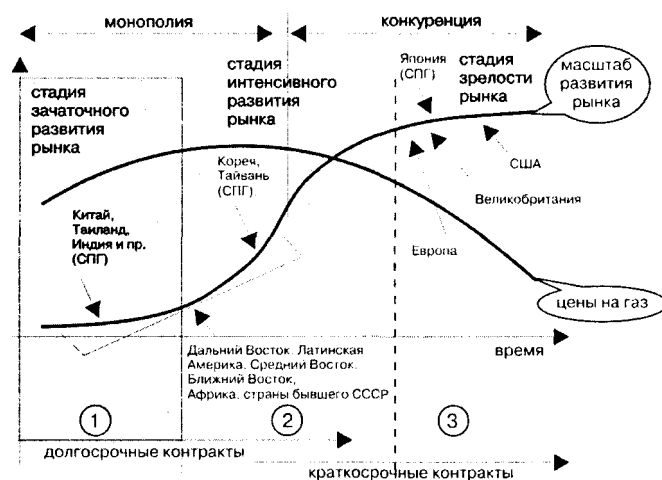 монополия
конкуренция
стадия
зачаточного
развития
рынка
стадия
интенсивного
развития
рынка
Япония
(СПГ)
стадия
зрелости
рынка
масштаб
развития
рынка
Корея,
Тайвань
(СПГ)
США
Великобритания
Китай,
Таиланд,
Индия и пр.
(СПГ)
Европа
цены на газ
время
Дальний Восток. Латинская
Америка. Средний Восток.
Ближний Восток,
Африка. страны бывшего СССР
1
2
3
долгосрочные контракты
краткосрочные контракты